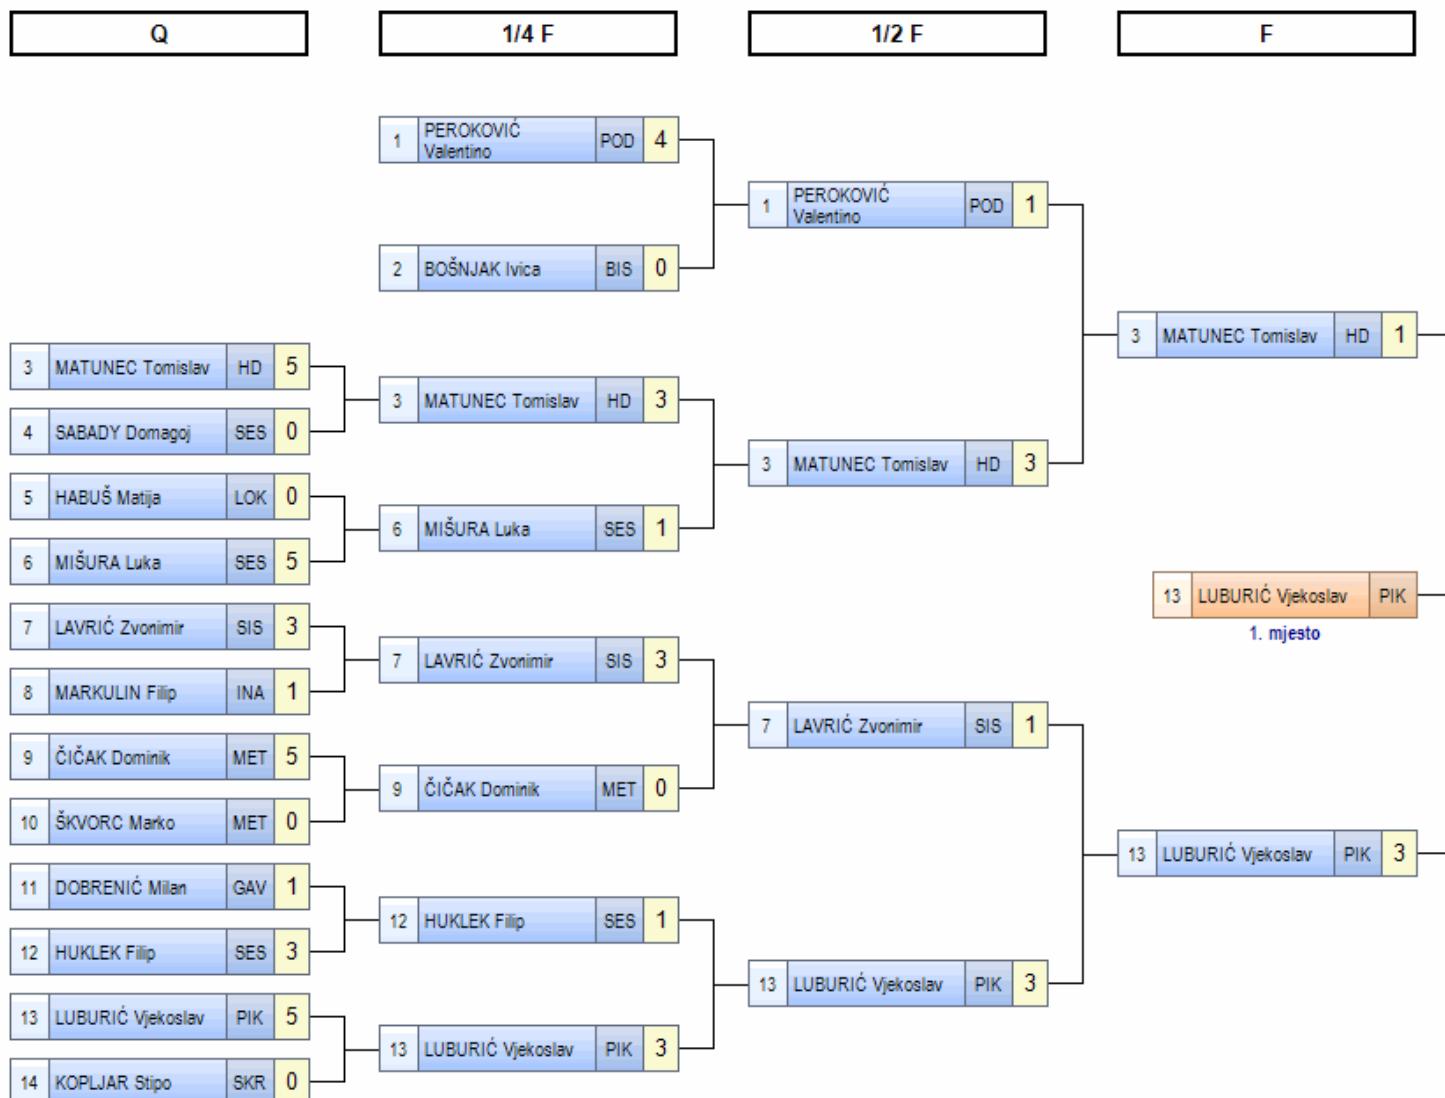 Q 1/4 F 1/2 F F
1 PEROKOVIĆ Valentino POD 4
1 PEROKOVIĆ Valentino POD 1
2 BOŠNJAK Ivica BIS 0
3 MATUNEC Tomislav HD 1
3 MATUNEC Tomislav HD 5
3 MATUNEC Tomislav HD 3
4 SABADY Domagoj SES 0
3 MATUNEC Tomislav HD 3
5 HABUŠ Matija LOK 0
6 MIŠURA Luka SES 1
6 MIŠURA Luka SES 5
13 LUBURIĆ Vjekoslav PIK
1. mjesto
7 LAVRIĆ Zvonimir SIS 3
7 LAVRIĆ Zvonimir SIS 3
8 MARKULIN Filip INA 1
7 LAVRIĆ Zvonimir SIS 1
9 ČIČAK Dominik MET 5
9 ČIČAK Dominik MET 0
10 ŠKVORC Marko MET 0
13 LUBURIĆ Vjekoslav PIK 3
11 DOBRENIĆ Milan GAV 1
12 HUKLEK Filip SES 1
12 HUKLEK Filip SES 3
13 LUBURIĆ Vjekoslav PIK 3
13 LUBURIĆ Vjekoslav PIK 5
13 LUBURIĆ Vjekoslav PIK 3
14 KOPLJAR Stipo SKR 0